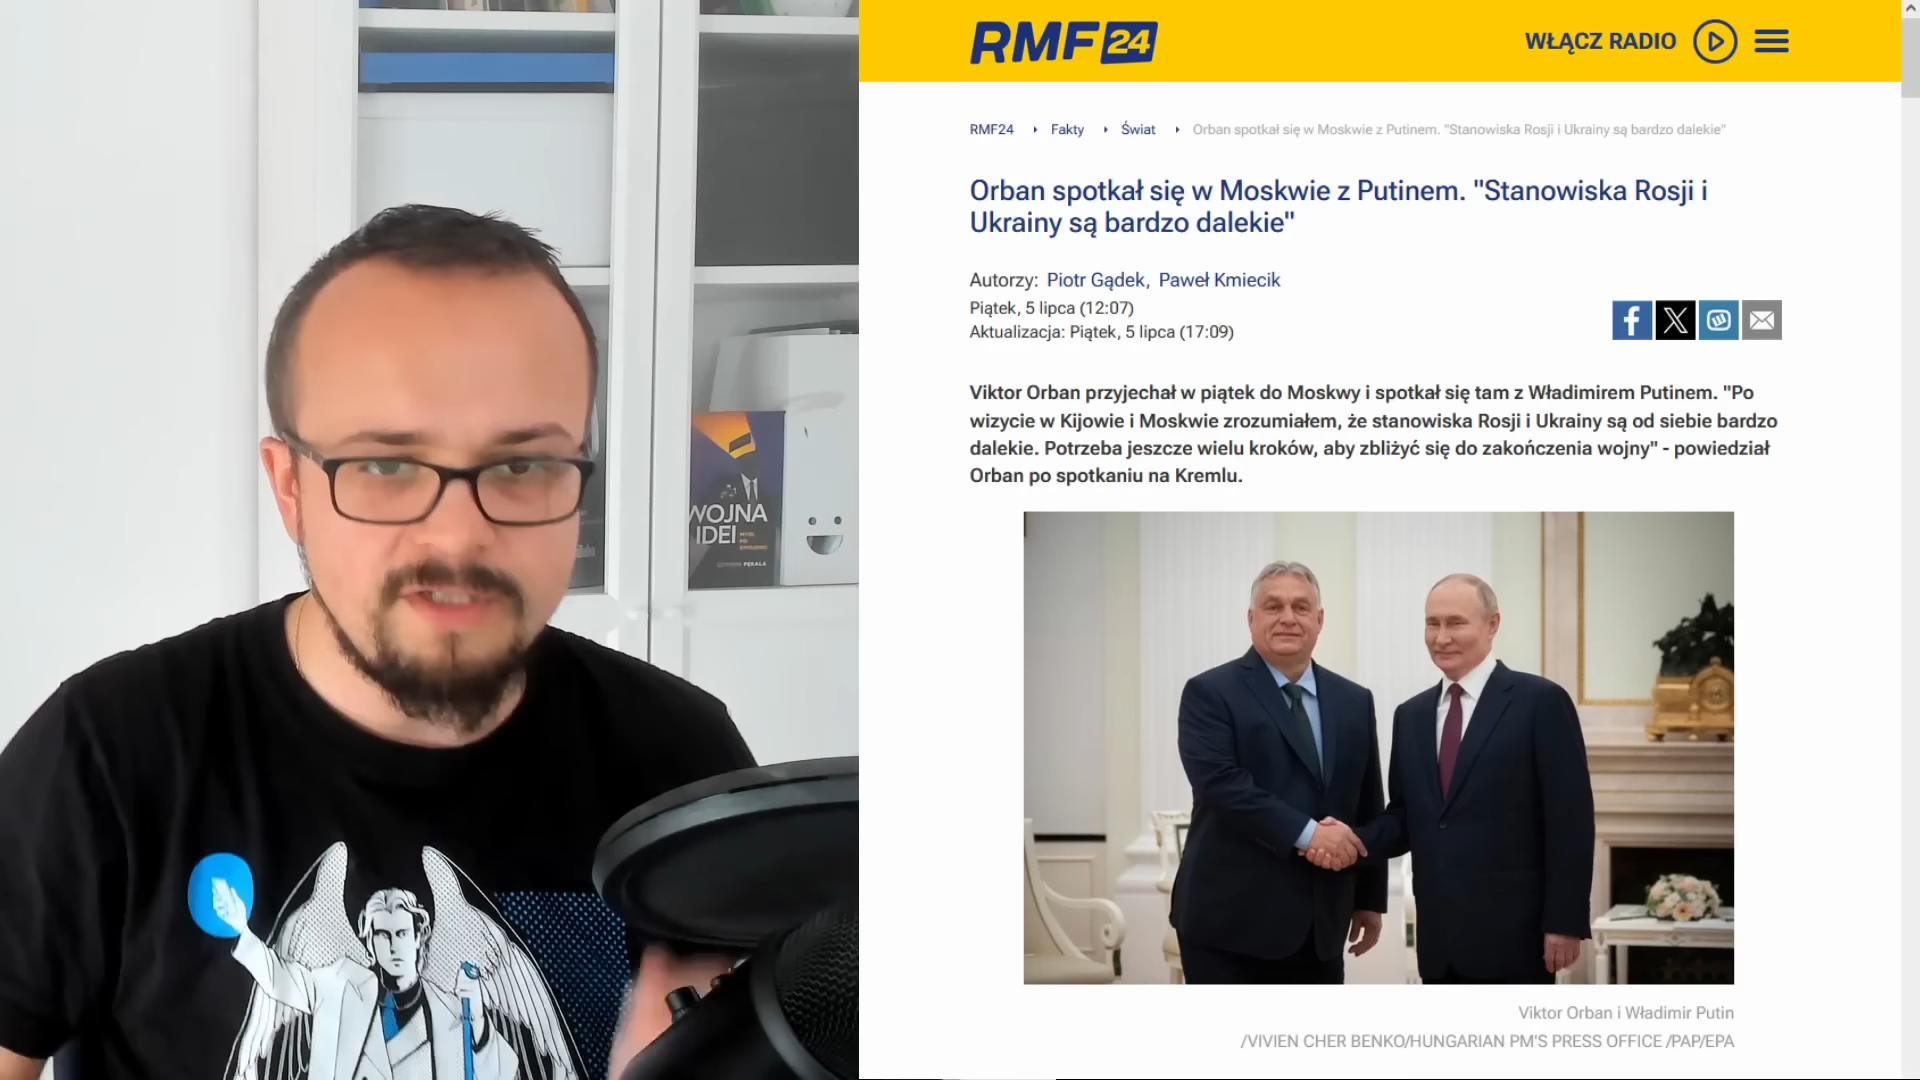 WOJNA
IDEI
RMF24
WŁĄCZ RADIO
RMF24 Fakty Świat Orban spotkał się w Moskwie z Putinem. "Stanowiska Rosji i Ukrainy są bardzo dalekie"
Orban spotkał się w Moskwie z Putinem. "Stanowiska Rosji i
Ukrainy są bardzo dalekie"
Autorzy: Piotr Gądek, Paweł Kmiecik
Piątek, 5 lipca (12:07)
Aktualizacja: Piątek, 5 lipca (17:09)
Viktor Orban przyjechał w piątek do Moskwy i spotkał się tam z Władimirem Putinem. "Po
wizycie w Kijowie i Moskwie zrozumiałem, że stanowiska Rosji i Ukrainy są od siebie bardzo
dalekie. Potrzeba jeszcze wielu kroków, aby zbliżyć się do zakończenia wojny" - powiedział
Orban po spotkaniu na Kremlu.
Viktor Orban i Władimir Putin
/VIVIEN CHER BENKO/HUNGARIAN PM'S PRESS OFFICE /PAP/EPA